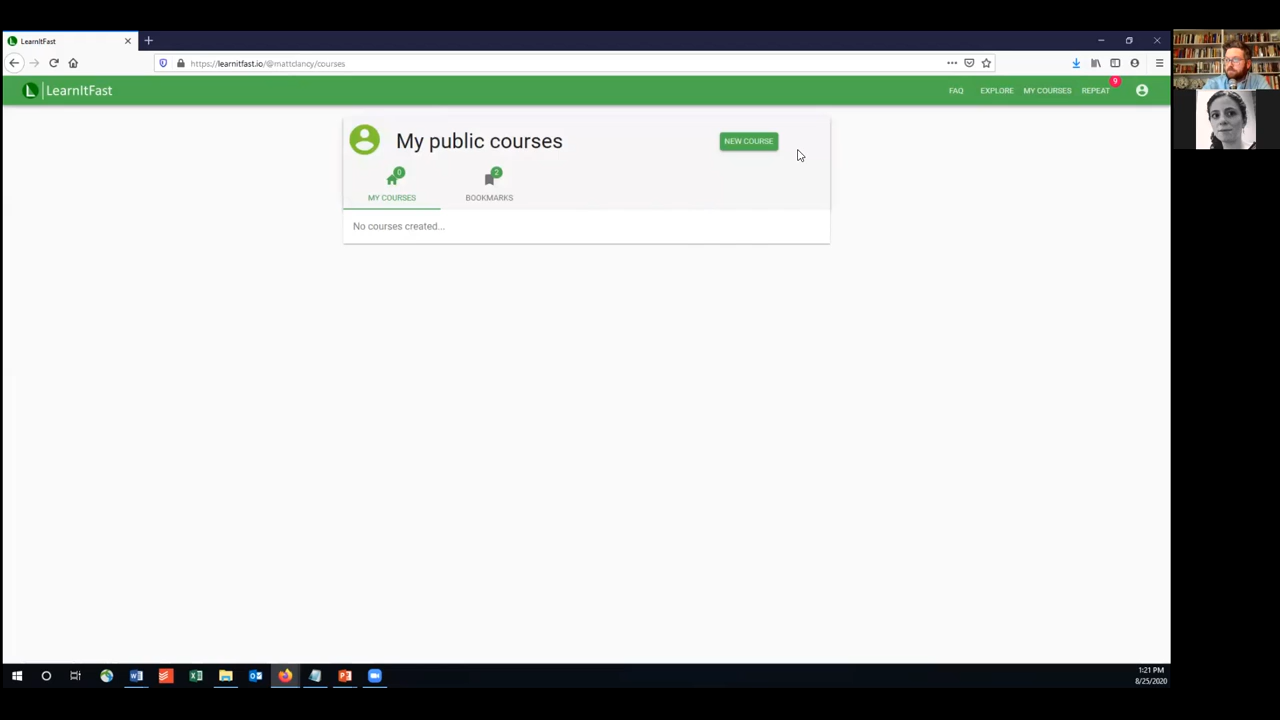 LearnItFast
https://learnitfast.io/@mattdancy/courses
L LearnItFast
FAQ EXPLORE MY COURSES REPEAT 9
My public courses
NEW COURSE
0 2
MY COURSES BOOKMARKS
No courses created...
1:21 PM
8/25/2020